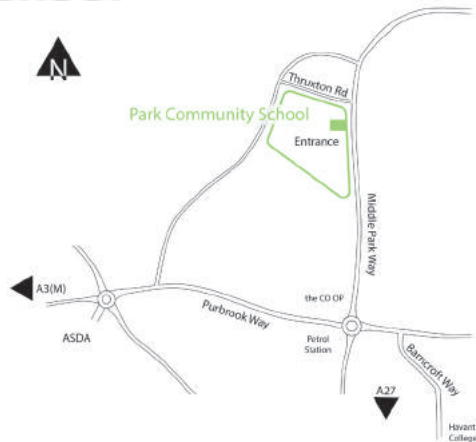 N
Thruxton Rd
Park Community School
Entrance
Middle Park Way
A3(M)
the CO OP
Purbrook Way
ASDA
Petrol
Station
Barncroft Way
A27
Havant
College